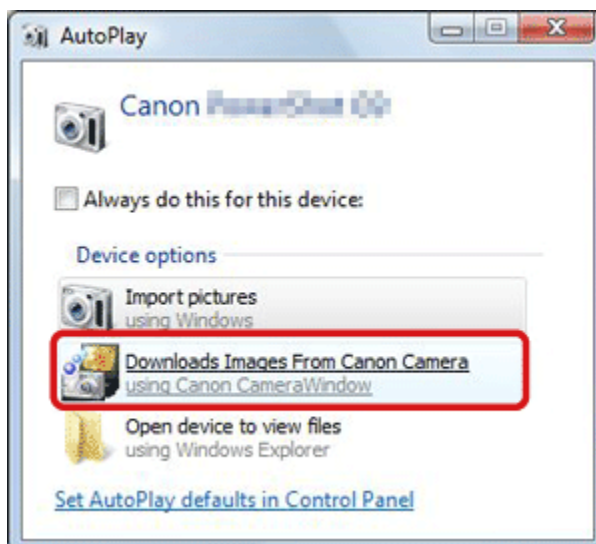 AutoPlay
Canon
Always do this for this device:
Device options
Import pictures
using Windows
Downloads Images From Canon Camera
using Canon CameraWindow
Open device to view files
using Windows Explorer
Set AutoPlay defaults in Control Panel